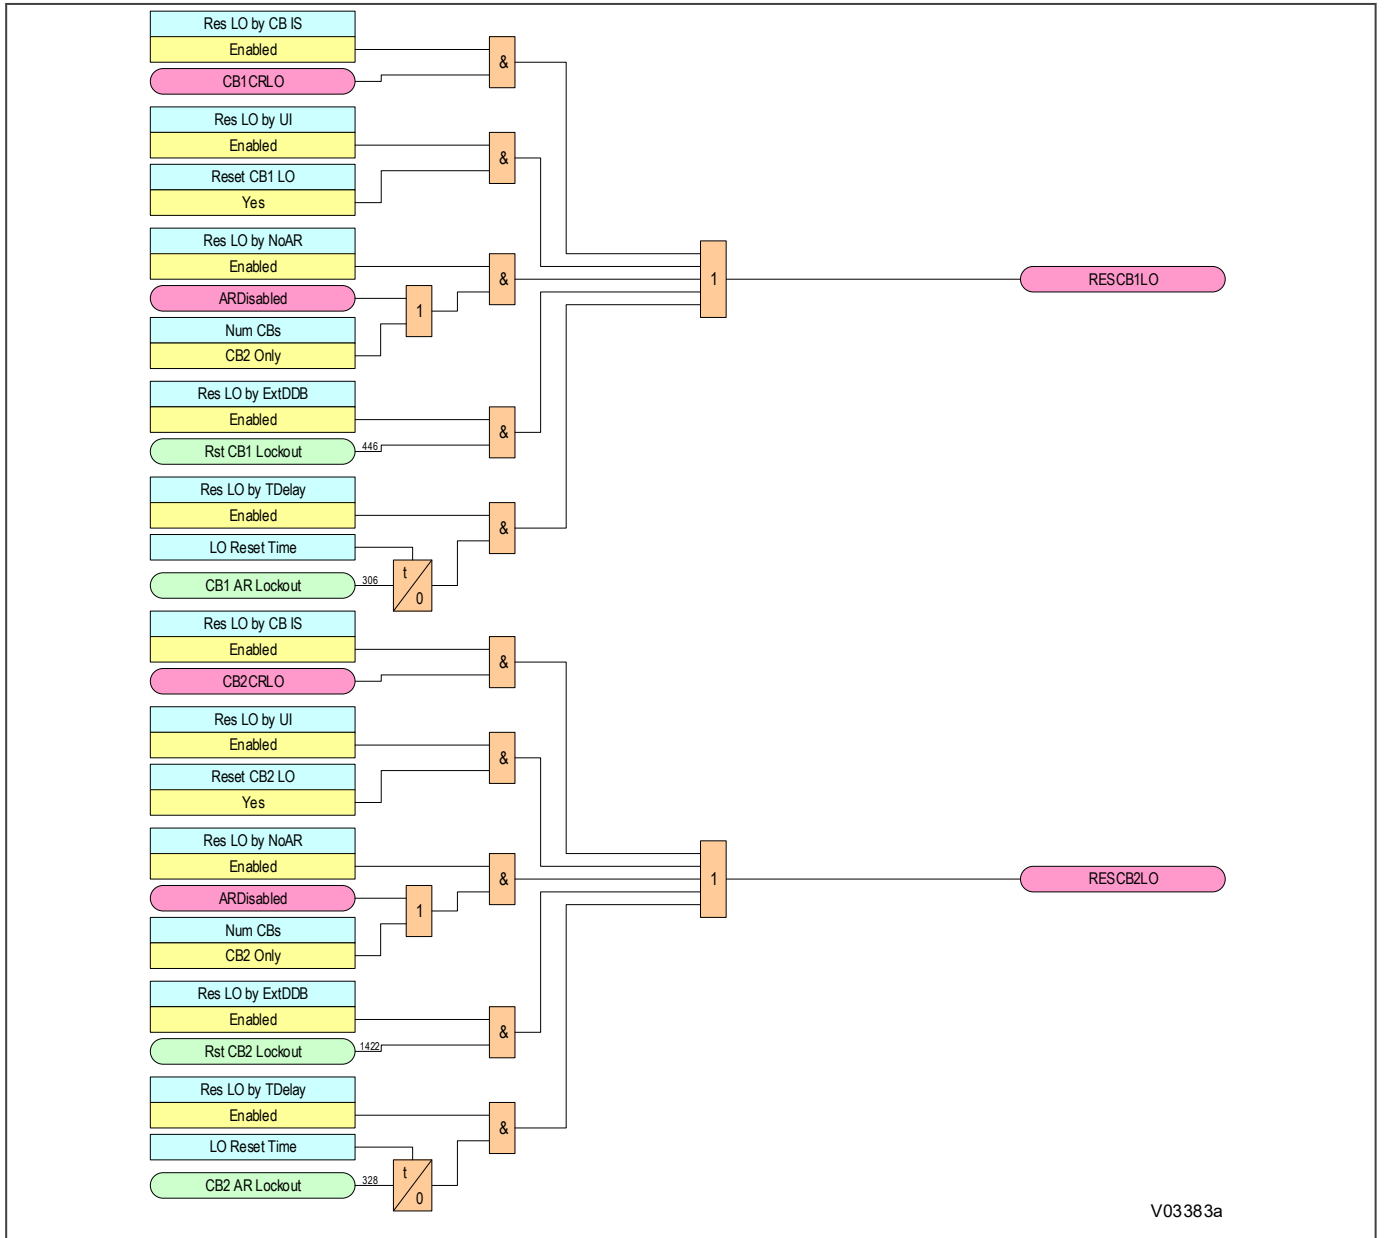 Res LO by CB IS
Enabled
&
CB1CRLO
Res LO by UI
Enabled
&
Reset CB1 LO
Yes
Res LO by NoAR
Enabled
&
1
RESCB1LO
ARDisabled
1
Num CBs
CB2 Only
Res LO by ExtDDB
Enabled
&
Rst CB1 Lockout
446
Res LO by TDelay
Enabled
&
LO Reset Time
t
0
CB1 AR Lockout
306
Res LO by CB IS
Enabled
&
CB2CRLO
Res LO by UI
Enabled
&
Reset CB2 LO
Yes
Res LO by NoAR
Enabled
&
1
RESCB2LO
ARDisabled
1
Num CBs
CB2 Only
Res LO by ExtDDB
Enabled
&
Rst CB2 Lockout
1422
Res LO by TDelay
Enabled
&
LO Reset Time
t
0
CB2 AR Lockout
328
V03383a